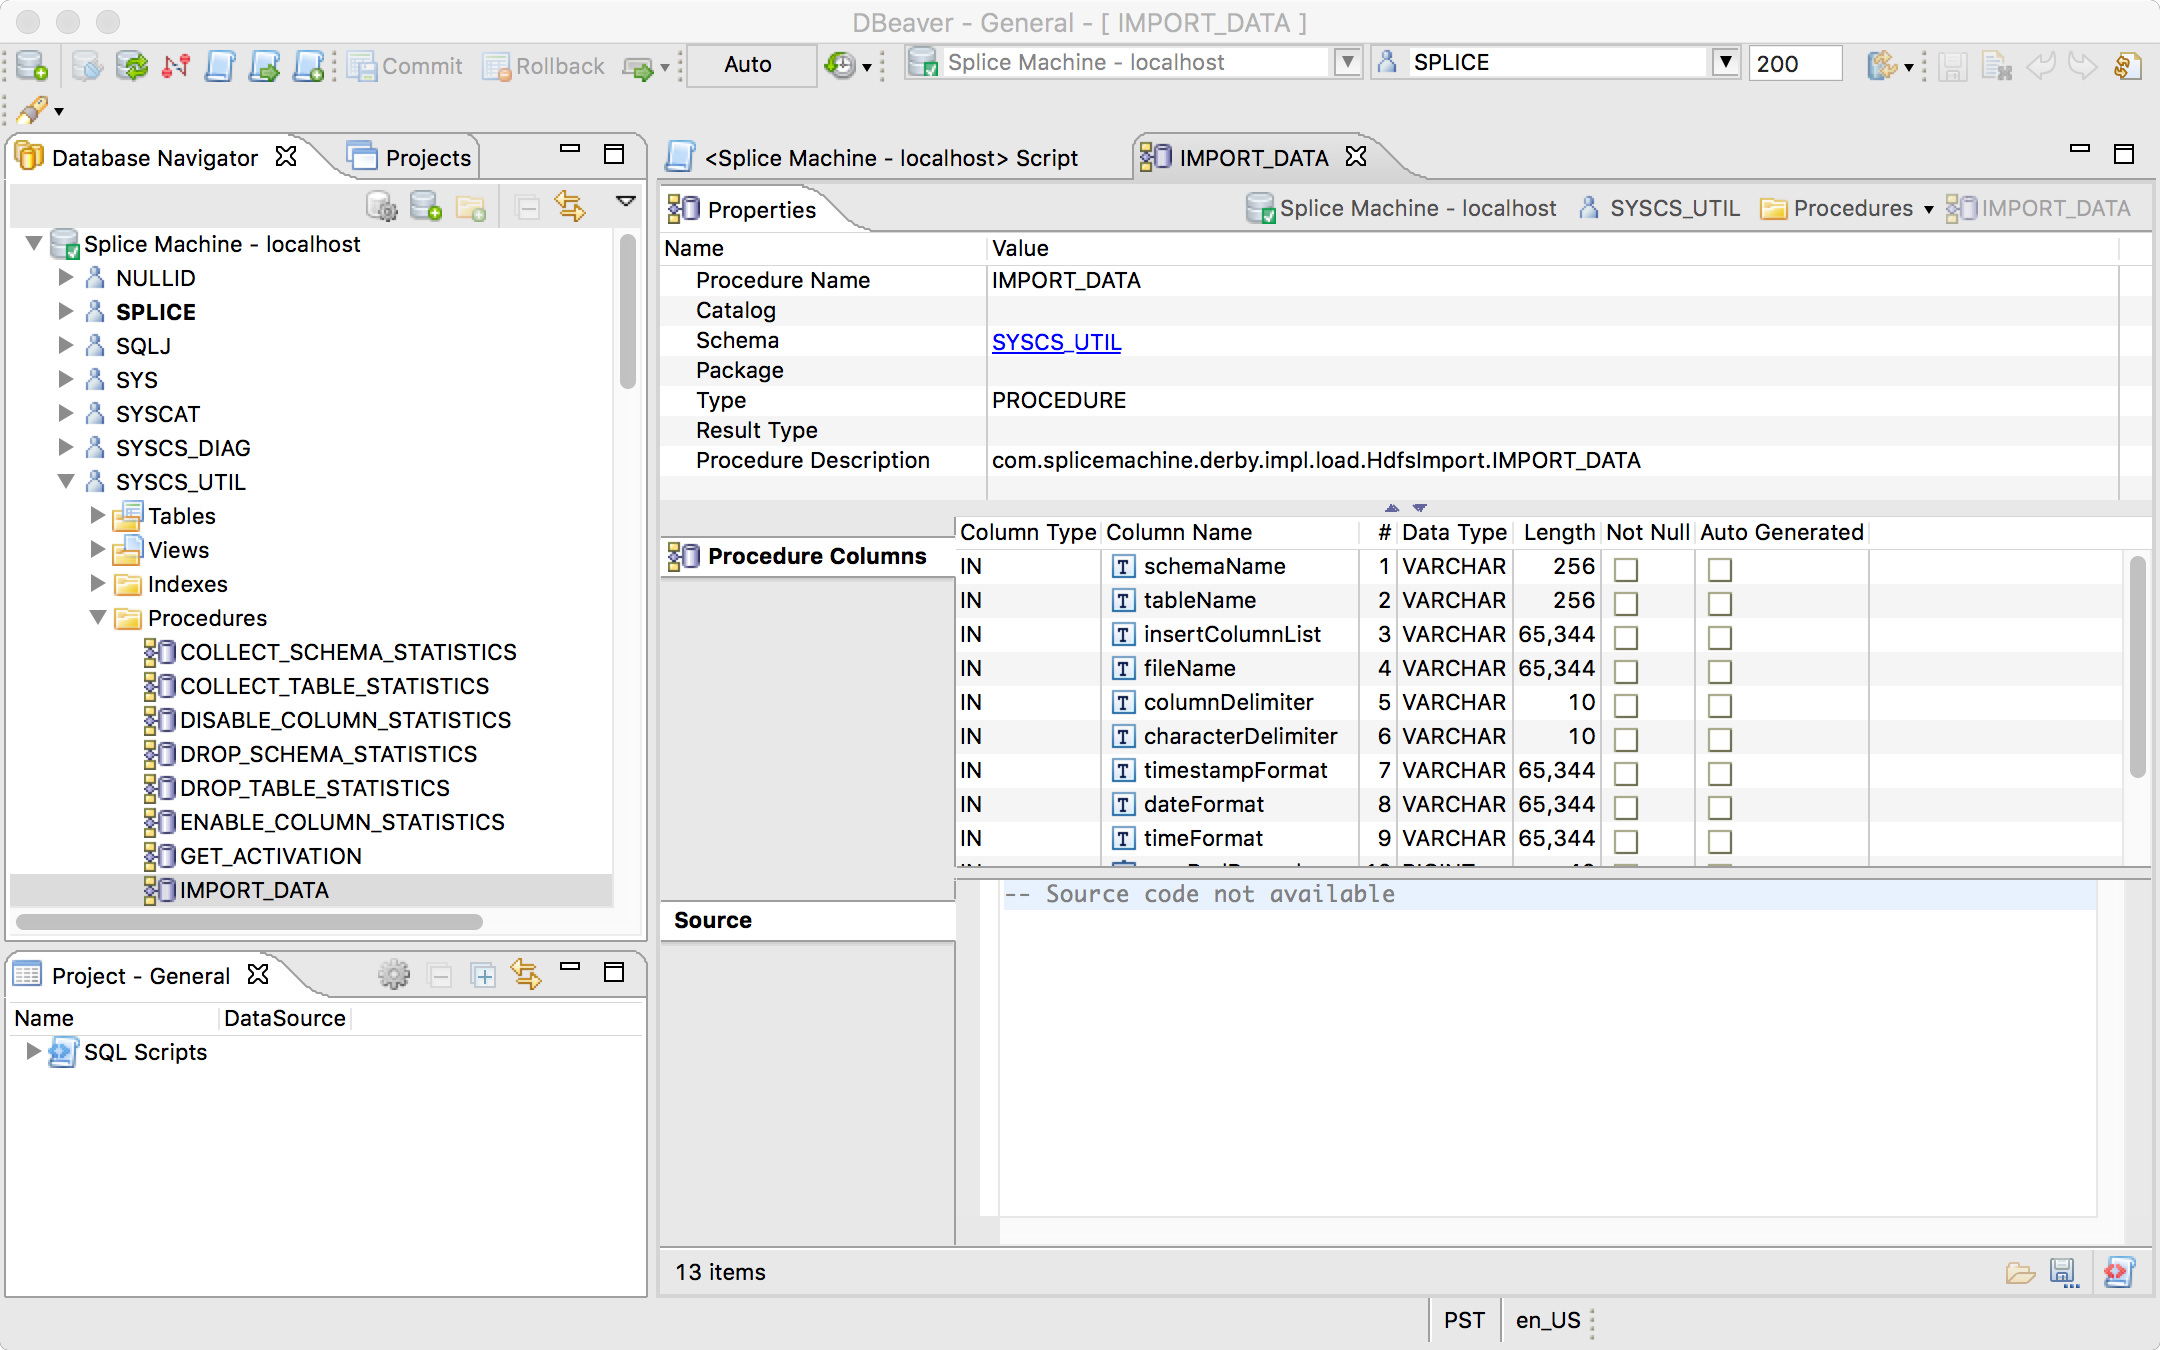 DBeaver - General - [ IMPORT_DATA ]
Commit Rollback Auto Splice Machine - localhost SPLICE 200
Database Navigator Projects
Splice Machine - localhost
NULLID
SPLICE
SQLJ
SYS
SYSCAT
SYSCS_DIAG
SYSCS_UTIL
Tables
Views
Indexes
Procedures
COLLECT_SCHEMA_STATISTICS
COLLECT_TABLE_STATISTICS
DISABLE_COLUMN_STATISTICS
DROP_SCHEMA_STATISTICS
DROP_TABLE_STATISTICS
ENABLE_COLUMN_STATISTICS
GET_ACTIVATION
IMPORT_DATA
Project - General
Name DataSource
SQL Scripts
<Splice Machine - localhost> Script IMPORT_DATA
Properties Splice Machine - localhost SYSCS_UTIL Procedures IMPORT_DATA
Name Value
Procedure Name IMPORT_DATA
Catalog
Schema SYSCS_UTIL
Package
Type PROCEDURE
Result Type
Procedure Description com.splicemachine.derby.impl.load.HdfsImport.IMPORT_DATA
Procedure Columns
Column Type Column Name # Data Type Length Not Null Auto Generated
IN T schemaName 1 VARCHAR 256
IN T tableName 2 VARCHAR 256
IN T insertColumnList 3 VARCHAR 65,344
IN T fileName 4 VARCHAR 65,344
IN T columnDelimiter 5 VARCHAR 10
IN T characterDelimiter 6 VARCHAR 10
IN T timestampFormat 7 VARCHAR 65,344
IN T dateFormat 8 VARCHAR 65,344
IN T timeFormat 9 VARCHAR 65,344
Source
-- Source code not available
13 items
PST en_US